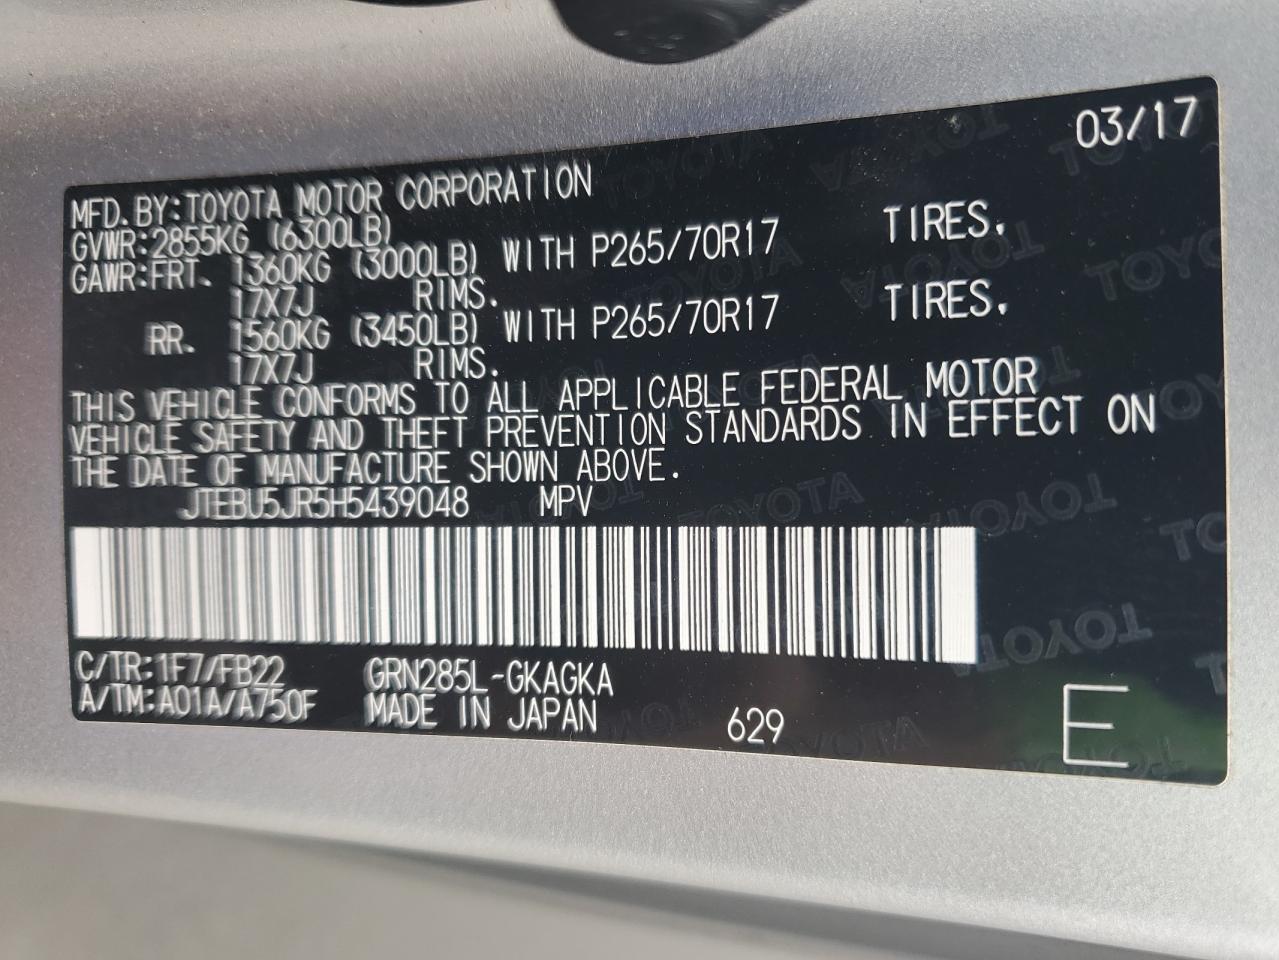 03/17
MFD. BY: TOYOTA MOTOR CORPORATION
GVWR: 2855KG (6300LB)
GAWR: FRT. 1360KG (3000LB) WITH P265/70R17 TIRES,
17X7J RIMS.
RR. 1560KG (3450LB) WITH P265/70R17 TIRES,
17X7J RIMS.
THIS VEHICLE CONFORMS TO ALL APPLICABLE FEDERAL MOTOR
VEHICLE SAFETY AND THEFT PREVENTION STANDARDS IN EFFECT ON
THE DATE OF MANUFACTURE SHOWN ABOVE.
JTEBU5JR5H5439048 MPV
C/TR: 1F7/FB22 GRN285L-GKAGKA
A/TM: A01A/A750F MADE IN JAPAN 629 E